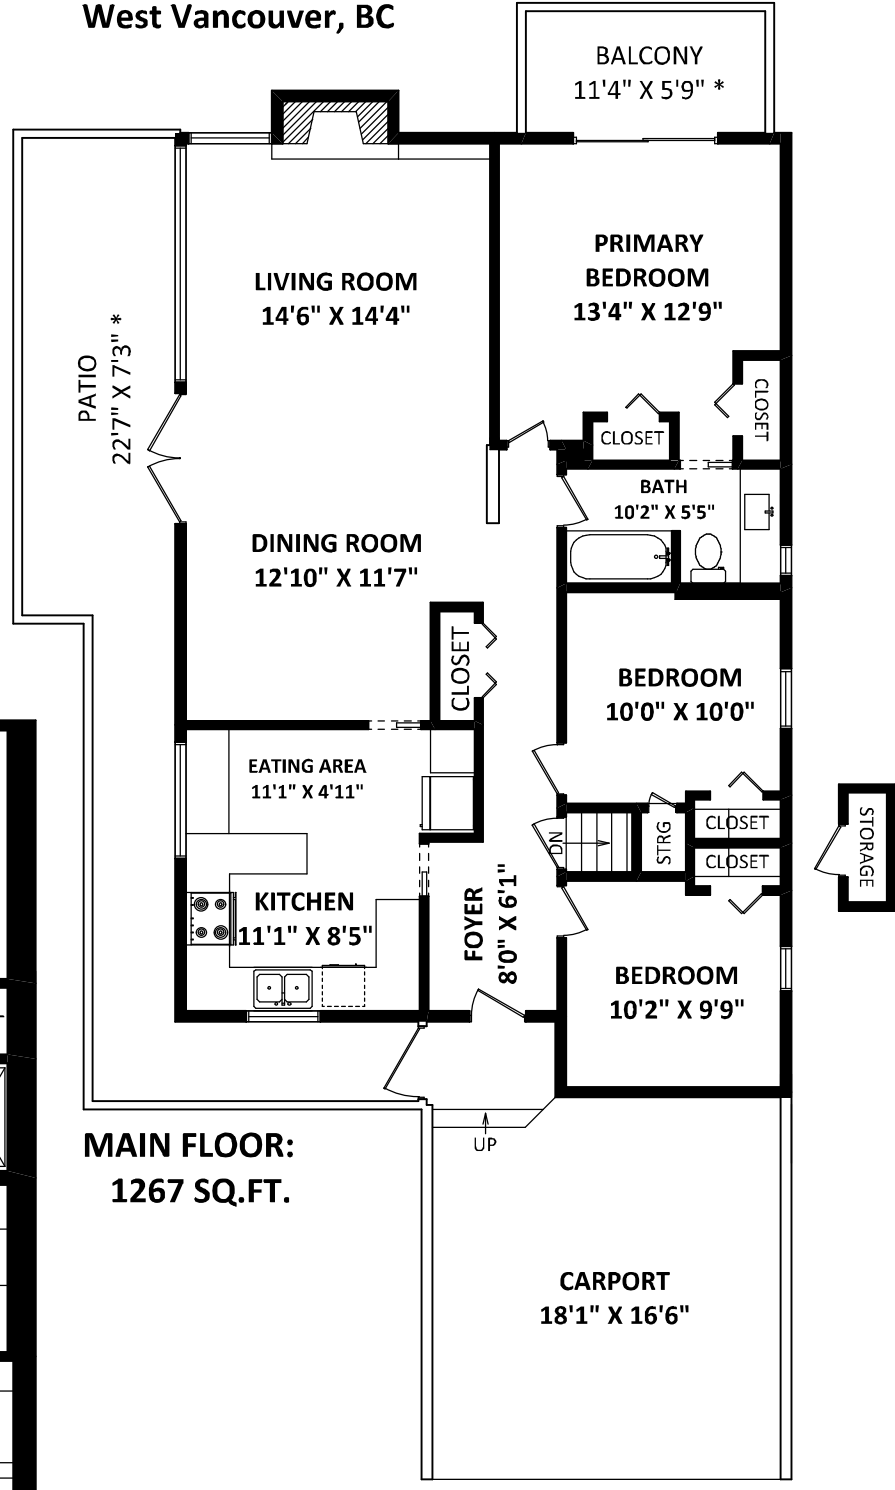 West Vancouver, BC
BALCONY
11'4" X 5'9" *
PRIMARY
BEDROOM
13'4" X 12'9"
LIVING ROOM
14'6" X 14'4"
PATIO
22'7" X 7'3" *
CLOSET
CLOSET
BATH
10'2" X 5'5"
DINING ROOM
12'10" X 11'7"
CLOSET
BEDROOM
10'0" X 10'0"
EATING AREA
11'1" X 4'11"
CLOSET
DN
STRG
STORAGE
CLOSET
KITCHEN
11'1" X 8'5"
FOYER
8'0" X 6'1"
BEDROOM
10'2" X 9'9"
UP
MAIN FLOOR:
1267 SQ.FT.
CARPORT
18'1" X 16'6"